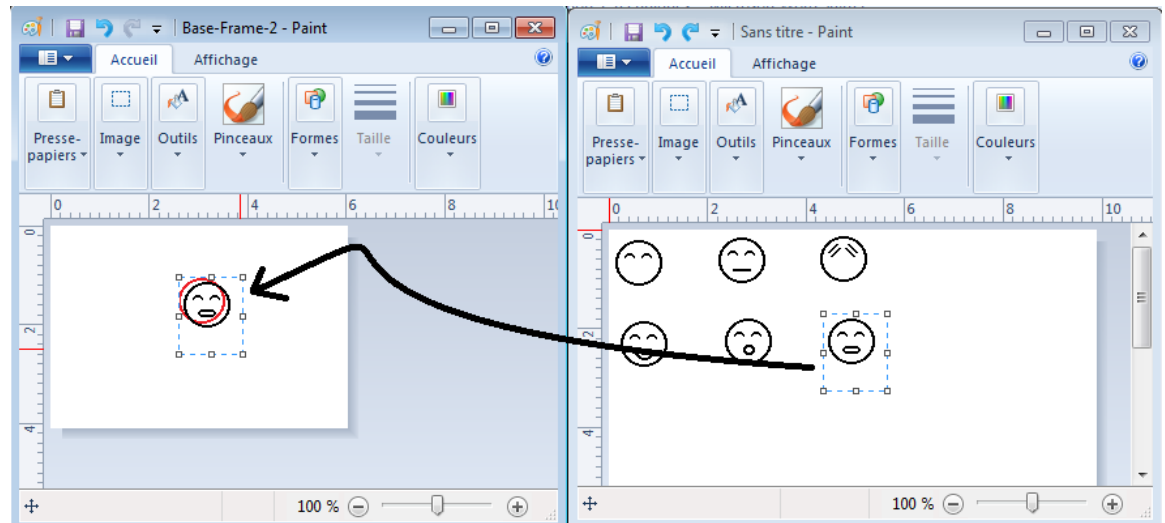 Base-Frame-2 - Paint
Accueil Affichage
Presse-
papiers
Image
Outils
Pinceaux
Formes
Taille
Couleurs
0 2 4 6 8 10
0
2
4
100 %
Sans titre - Paint
Accueil Affichage
Presse-
papiers
Image
Outils
Pinceaux
Formes
Taille
Couleurs
0 2 4 6 8 10
0
2
4
100 %